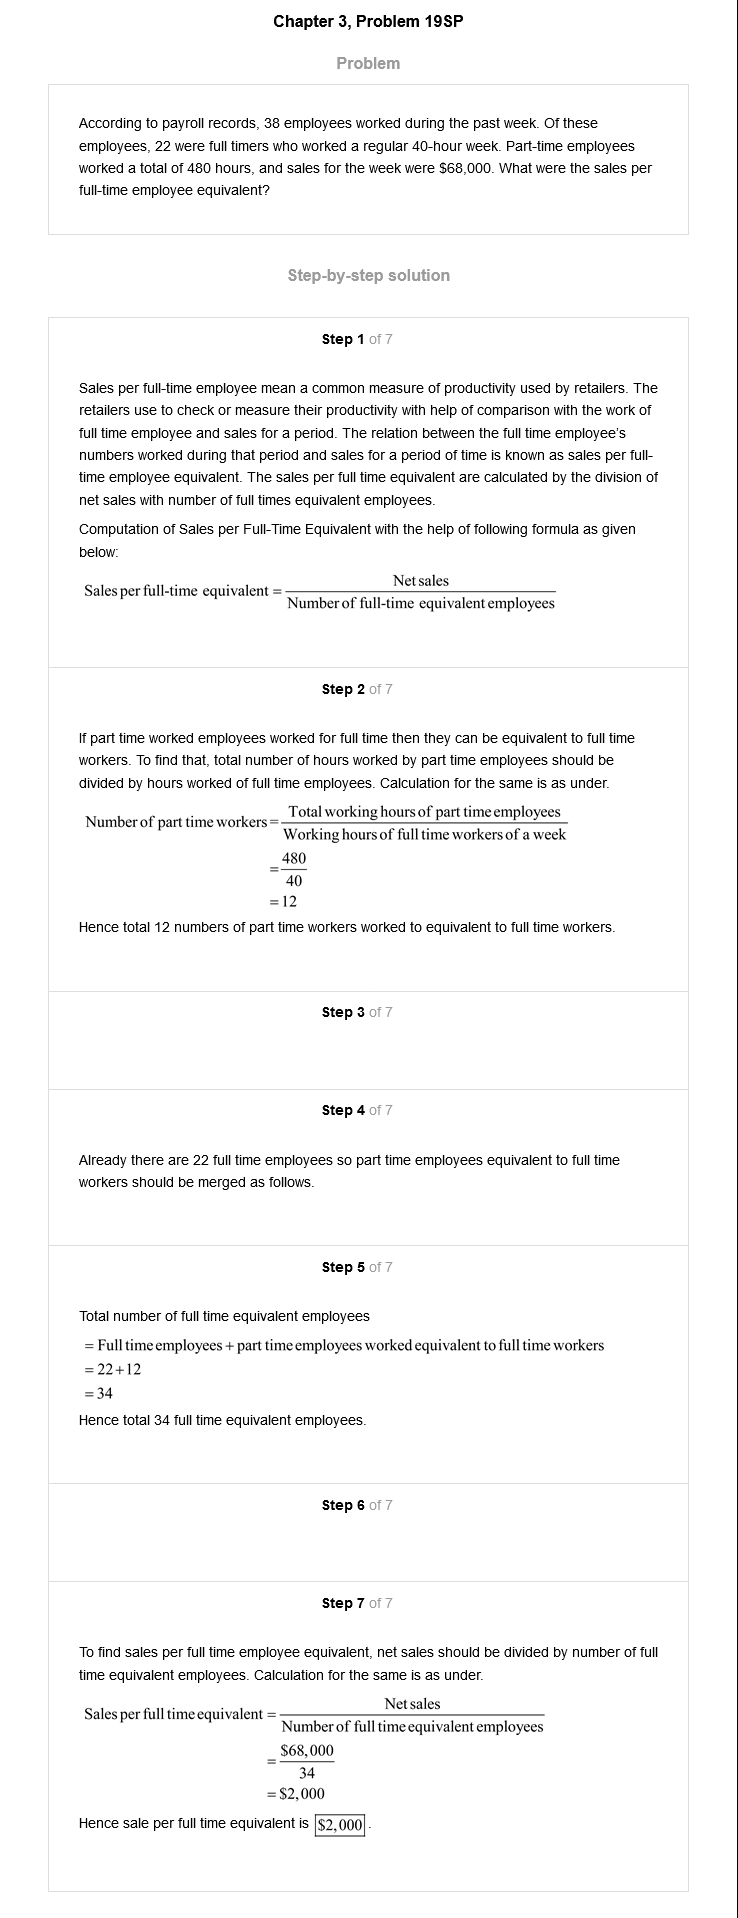 Chapter 3, Problem 19SP
Problem
According to payroll records, 38 employees worked during the past week. Of these
employees, 22 were full timers who worked a regular 40-hour week. Part-time employees
worked a total of 480 hours, and sales for the week were $68,000. What were the sales per
full-time employee equivalent?
Step-by-step solution
Step 1 of 7
Sales per full-time employee mean a common measure of productivity used by retailers. The
retailers use to check or measure their productivity with help of comparison with the work of
full time employee and sales for a period. The relation between the full time employee's
numbers worked during that period and sales for a period of time is known as sales per full-
time employee equivalent. The sales per full time equivalent are calculated by the division of
net sales with number of full times equivalent employees.
Computation of Sales per Full-Time Equivalent with the help of following formula as given
below:
Sales per full-time equivalent = Net sales
Number of full-time equivalent employees
Step 2 of 7
If part time worked employees worked for full time then they can be equivalent to full time
workers. To find that, total number of hours worked by part time employees should be
divided by hours worked of full time employees. Calculation for the same is as under.
Number of part time workers = Total working hours of part time employees
Working hours of full time workers of a week
= 480
40
= 12
Hence total 12 numbers of part time workers worked to equivalent to full time workers.
Step 3 of 7
Step 4 of 7
Already there are 22 full time employees so part time employees equivalent to full time
workers should be merged as follows.
Step 5 of 7
Total number of full time equivalent employees
= Full time employees + part time employees worked equivalent to full time workers
= 22 + 12
= 34
Hence total 34 full time equivalent employees.
Step 6 of 7
Step 7 of 7
To find sales per full time employee equivalent, net sales should be divided by number of full
time equivalent employees. Calculation for the same is as under.
Sales per full time equivalent = Net sales
Number of full time equivalent employees
= $68,000
34
= $2,000
Hence sale per full time equivalent is $2,000.